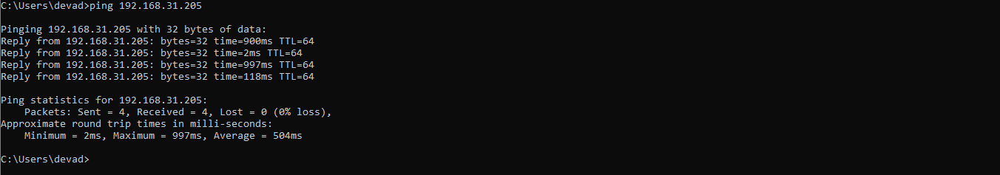 C:\Users\devad>ping 192.168.31.205
Pinging 192.168.31.205 with 32 bytes of data:
Reply from 192.168.31.205: bytes=32 time=900ms TTL=64
Reply from 192.168.31.205: bytes=32 time=2ms TTL=64
Reply from 192.168.31.205: bytes=32 time=997ms TTL=64
Reply from 192.168.31.205: bytes=32 time=118ms TTL=64
Ping statistics for 192.168.31.205:
    Packets: Sent = 4, Received = 4, Lost = 0 (0% loss),
Approximate round trip times in milli-seconds:
    Minimum = 2ms, Maximum = 997ms, Average = 504ms
C:\Users\devad>